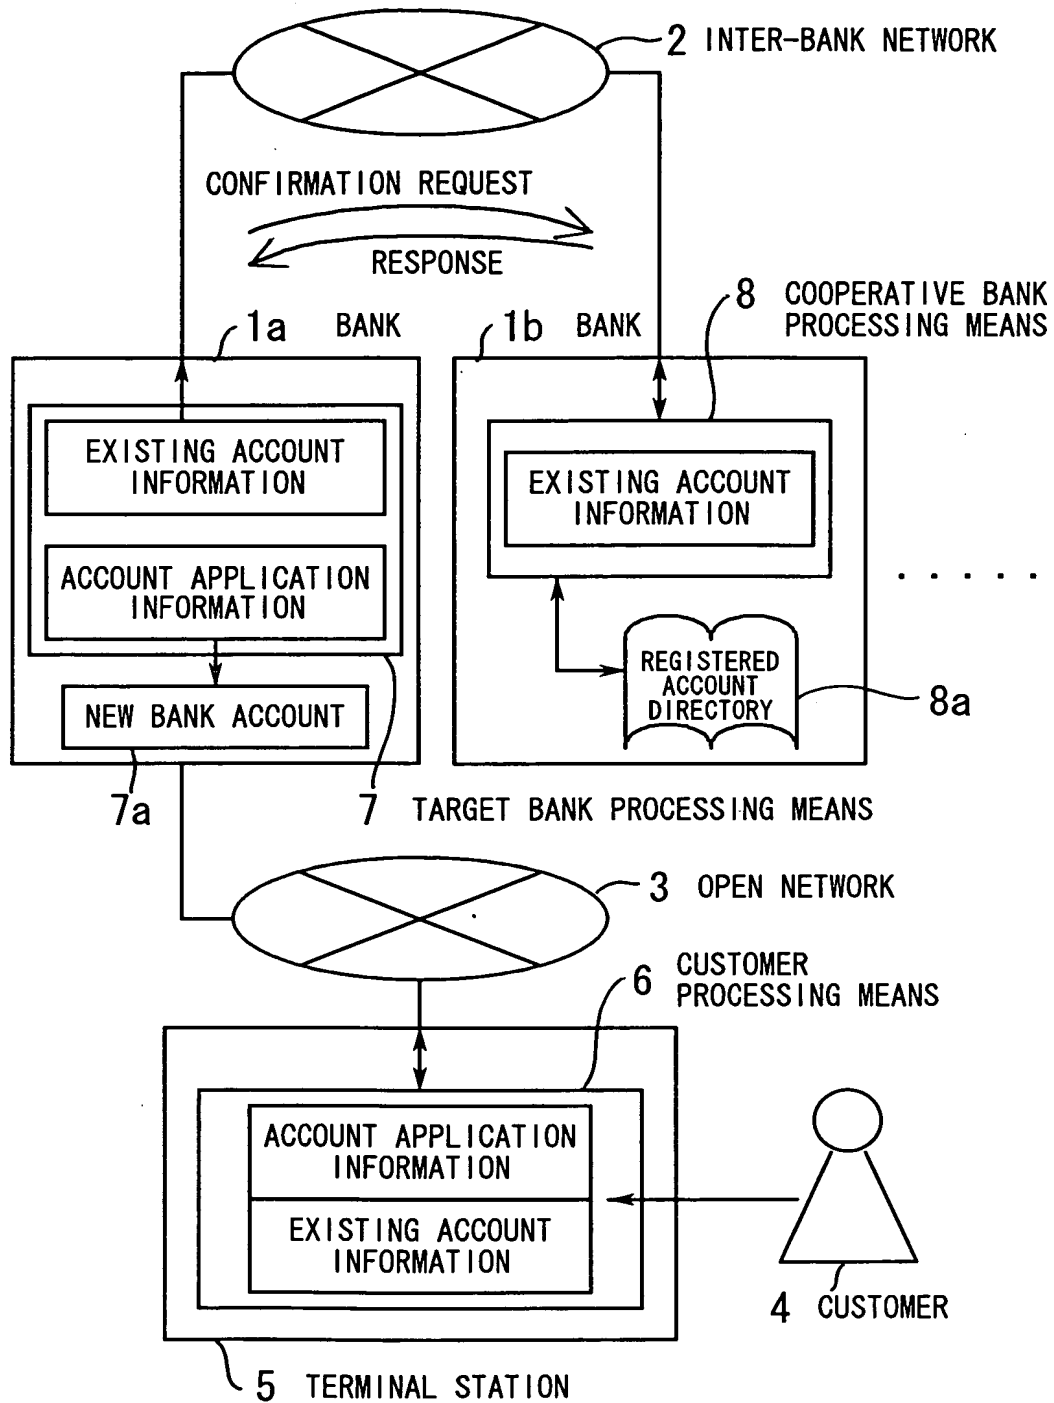 2 INTER-BANK NETWORK
CONFIRMATION REQUEST
RESPONSE
8 COOPERATIVE BANK
PROCESSING MEANS
1a BANK
1b BANK
EXISTING ACCOUNT
INFORMATION
ACCOUNT APPLICATION
INFORMATION
NEW BANK ACCOUNT
EXISTING ACCOUNT
INFORMATION
. . . . .
REGISTERED
ACCOUNT
DIRECTORY
8a
7a
7 TARGET BANK PROCESSING MEANS
3 OPEN NETWORK
6 CUSTOMER
PROCESSING MEANS
ACCOUNT APPLICATION
INFORMATION
EXISTING ACCOUNT
INFORMATION
4 CUSTOMER
5 TERMINAL STATION